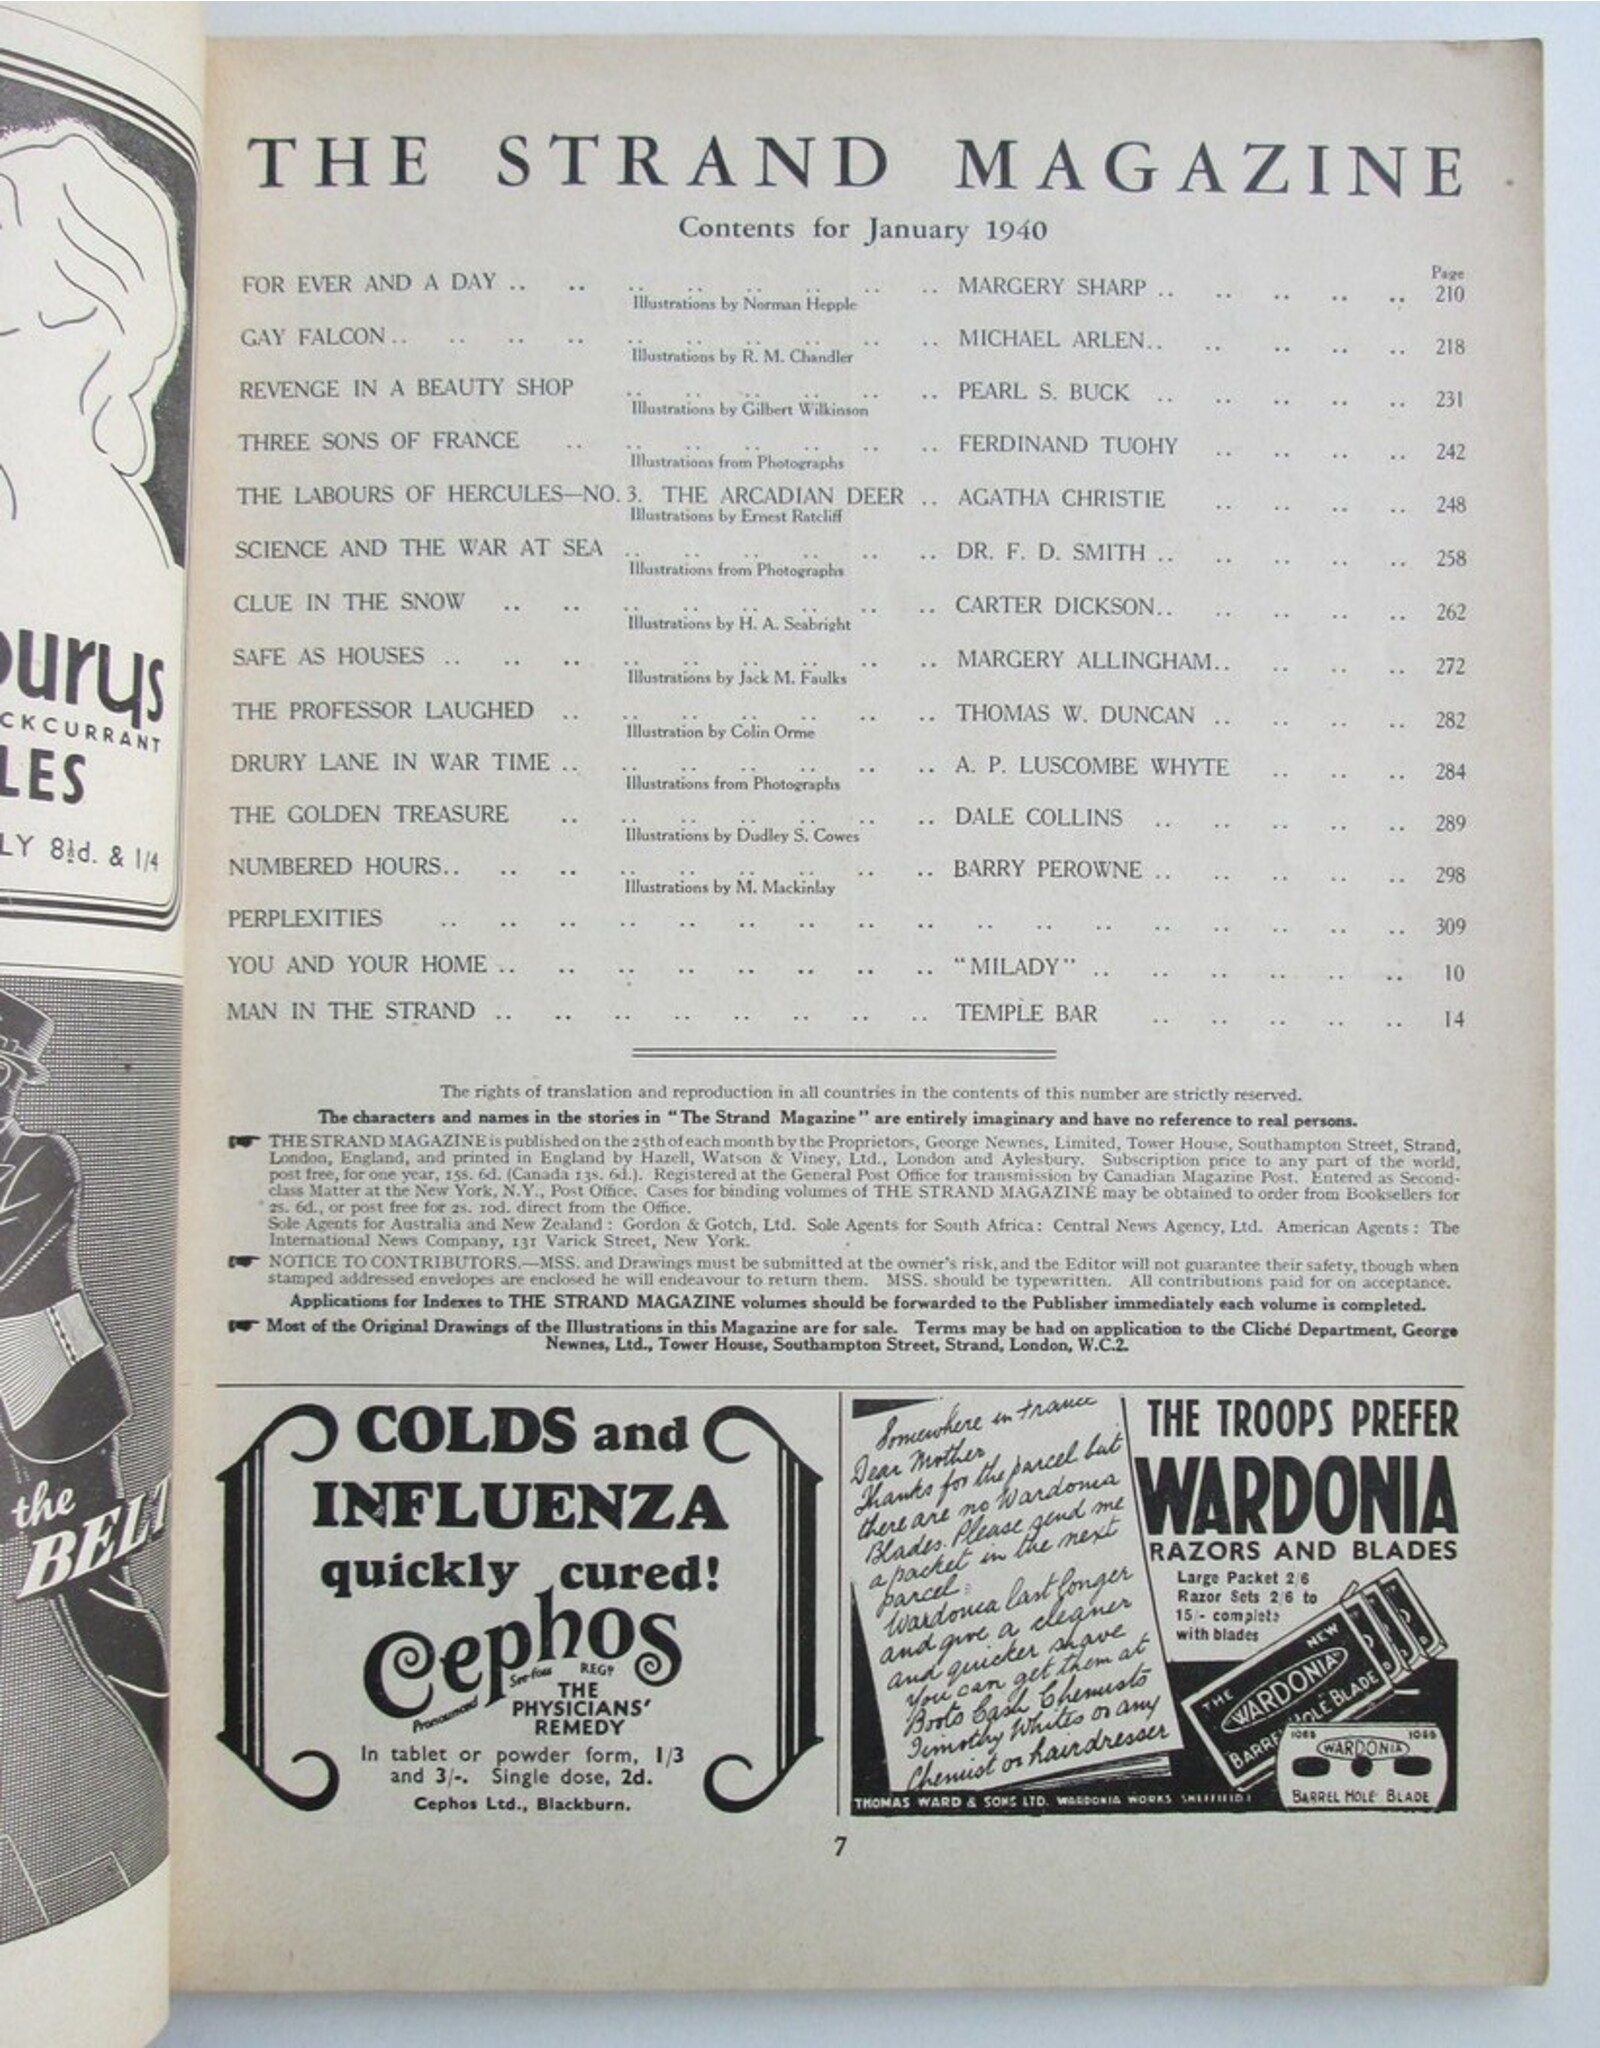 THE STRAND MAGAZINE
Contents for January 1940
Page
FOR EVER AND A DAY .. .. .. .. .. .. .. .. MARGERY SHARP .. .. .. .. .. 210
Illustrations by Norman Hepple
GAY FALCON .. .. .. .. .. .. .. .. .. .. MICHAEL ARLEN .. .. .. .. .. 218
Illustrations by R. M. Chandler
REVENGE IN A BEAUTY SHOP .. .. .. .. .. .. PEARL S. BUCK .. .. .. .. .. 231
Illustrations by Gilbert Wilkinson
THREE SONS OF FRANCE .. .. .. .. .. .. .. FERDINAND TUOHY .. .. .. .. 242
Illustrations from Photographs
THE LABOURS OF HERCULES—NO. 3. THE ARCADIAN DEER .. AGATHA CHRISTIE .. .. .. .. 248
Illustrations by Ernest Ratcliff
SCIENCE AND THE WAR AT SEA .. .. .. .. .. .. DR. F. D. SMITH .. .. .. .. .. 258
Illustrations from Photographs
CLUE IN THE SNOW .. .. .. .. .. .. .. .. CARTER DICKSON .. .. .. .. .. 262
Illustrations by H. A. Seabright
SAFE AS HOUSES .. .. .. .. .. .. .. .. .. MARGERY ALLINGHAM .. .. .. .. 272
Illustrations by Jack M. Faulks
THE PROFESSOR LAUGHED .. .. .. .. .. .. .. THOMAS W. DUNCAN .. .. .. .. .. 282
Illustration by Colin Orme
DRURY LANE IN WAR TIME .. .. .. .. .. .. .. A. P. LUSCOMBE WHYTE .. .. .. 284
Illustrations from Photographs
THE GOLDEN TREASURE .. .. .. .. .. .. .. DALE COLLINS .. .. .. .. .. 289
Illustrations by Dudley S. Cowes
NUMBERED HOURS .. .. .. .. .. .. .. .. .. BARRY PEROWNE .. .. .. .. .. 298
Illustrations by M. Mackinlay
PERPLEXITIES .. .. .. .. .. .. .. .. .. .. .. .. .. .. .. .. .. 309
YOU AND YOUR HOME .. .. .. .. .. .. .. .. "MILADY" .. .. .. .. .. .. 10
MAN IN THE STRAND .. .. .. .. .. .. .. .. TEMPLE BAR .. .. .. .. .. 14
The rights of translation and reproduction in all countries in the contents of this number are strictly reserved.
The characters and names in the stories in "The Strand Magazine" are entirely imaginary and have no reference to real persons.
THE STRAND MAGAZINE is published on the 25th of each month by the Proprietors, George Newnes, Limited, Tower House, Southampton Street, Strand,
London, England, and printed in England by Hazell, Watson & Viney, Ltd., London and Aylesbury. Subscription price to any part of the world,
post free, for one year, 15s. 6d. (Canada 13s. 6d.). Registered at the General Post Office for transmission by Canadian Magazine Post. Entered as Second-
class Matter at the New York, N.Y., Post Office. Cases for binding volumes of THE STRAND MAGAZINE may be obtained to order from Booksellers for
2s. 6d., or post free for 2s. 10d. direct from the Office.
Sole Agents for Australia and New Zealand : Gordon & Gotch, Ltd. Sole Agents for South Africa : Central News Agency, Ltd. American Agents : The
International News Company, 131 Varick Street, New York.
NOTICE TO CONTRIBUTORS.—MSS. and Drawings must be submitted at the owner's risk, and the Editor will not guarantee their safety, though when
stamped addressed envelopes are enclosed he will endeavour to return them. MSS. should be typewritten. All contributions paid for on acceptance.
Applications for Indexes to THE STRAND MAGAZINE volumes should be forwarded to the Publisher immediately each volume is completed.
Most of the Original Drawings of the Illustrations in this Magazine are for sale. Terms may be had on application to the Cliché Department, George
Newnes, Ltd., Tower House, Southampton Street, Strand, London, W.C.2.
COLDS and
INFLUENZA
quickly cured!
Cephos
Pronounced See-foss REGD
THE
PHYSICIANS'
REMEDY
In tablet or powder form, 1/3
and 3/-. Single dose, 2d.
Cephos Ltd., Blackburn.
Somewhere in France
Dear Mother
Thanks for the parcel but
there are no Wardonia
Blades. Please send me
a packet in the next
parcel.
Wardonia last longer
and give a cleaner
and quicker shave
You can get them at
Boots Cash Chemists
Timothy Whites or any
Chemist or hairdresser
THE TROOPS PREFER
WARDONIA
RAZORS AND BLADES
Large Packet 2/6
Razor Sets 2/6 to
15/- complete
with blades
THE NEW
WARDONIA
BARREL HOLE BLADE
WARDONIA
BARREL HOLE BLADE
THOMAS WARD & SONS LTD. WARDONIA WORKS SHEFFIELD 1
7
ourys
CKCURRANT
LES
LY 8½d. & 1/4
the
BELT